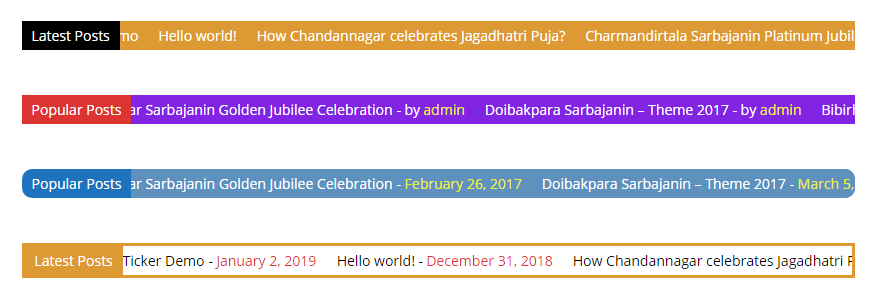 Latest Posts mo Hello world! How Chandannagar celebrates Jagadhatri Puja? Charmandirtala Sarbajanin Platinum Jubil
Popular Posts ar Sarbajanin Golden Jubilee Celebration - by admin Doibakpara Sarbajanin – Theme 2017 - by admin Bibirh
Popular Posts ar Sarbajanin Golden Jubilee Celebration - February 26, 2017 Doibakpara Sarbajanin – Theme 2017 - March 5,
Latest Posts Ticker Demo - January 2, 2019 Hello world! - December 31, 2018 How Chandannagar celebrates Jagadhatri P